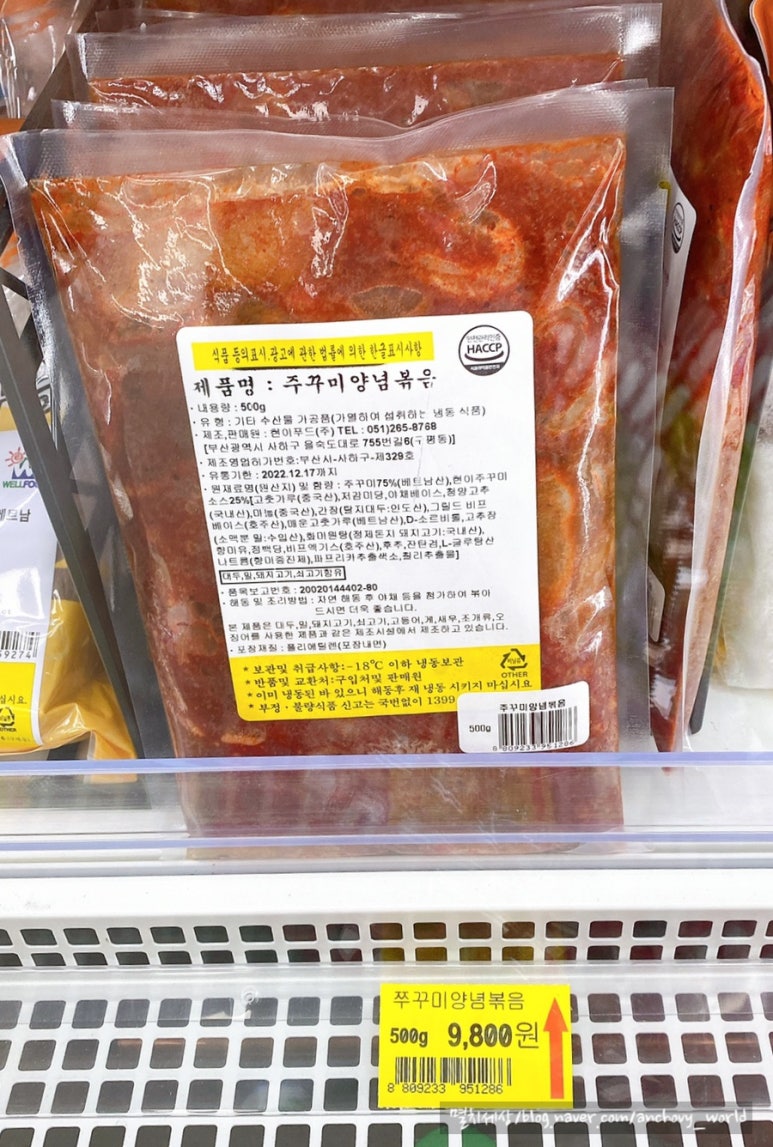 식품 등의표시.광고에 관한 법률에 의한 한글표시사항
HACCP
제품명 : 주꾸미양념볶음
· 내용량 : 500g
· 유 형 : 기타 수산물 가공품(가열하여 섭취하는 냉동 식품)
· 제조,판매원 : 현이푸드(주) TEL : 051)265-8768
[부산광역시 사하구 을숙도대로 755번길6(구평동)]
· 제조영업허가번호:부산시-사하구-제329호
· 유통기한 : 2022.12.17까지
· 원재료명(원산지) 및 함량 : 주꾸미75%(베트남산),현이주꾸미
소스25%[고춧가루(중국산),저감미당,야채베이스,청양고추
(국내산),마늘(중국산),간장(탈지대두:인도산),그릴드 비프
베이스(호주산),매운고춧가루(베트남산),D-소르비톨,고추장
(소맥분 밀:수입산),화미원탕(정제돈지 돼지고기:국내산),
향미유,정백당,비프엑기스(호주산),후추,잔탄검,L-글루탐산
나트륨(향미증진제),파프리카추출색소,칠리추출물]
대두,밀,돼지고기,쇠고기함유
· 품목보고번호 : 20020144402-80
· 해동 및 조리방법 : 자연 해동 후 야채 등을 첨가하여 볶아
드시면 더욱 좋습니다.
본 제품은 대두,밀,돼지고기,쇠고기,고등어,게,새우,조개류,오
징어를 사용한 제품과 같은 제조시설에서 제조하고 있습니다.
· 포장재질 : 폴리에틸렌(포장내면)
* 보관및 취급사항:-18℃ 이하 냉동보관
* 반품및 교환처:구입처및 판매원
* 이미 냉동된 바 있으니 해동후 재 냉동 시키지 마십시요
* 부정 · 불량식품 신고는 국번없이 1399
OTHER
주꾸미양념볶음
500g
8 809233 951286
WELLFO
베트남
59274
십시요.
OTHER
쭈꾸미양념볶음
500g 9,800원
8 809233 951286
멸치세상/blog.naver.com/anchovy_world